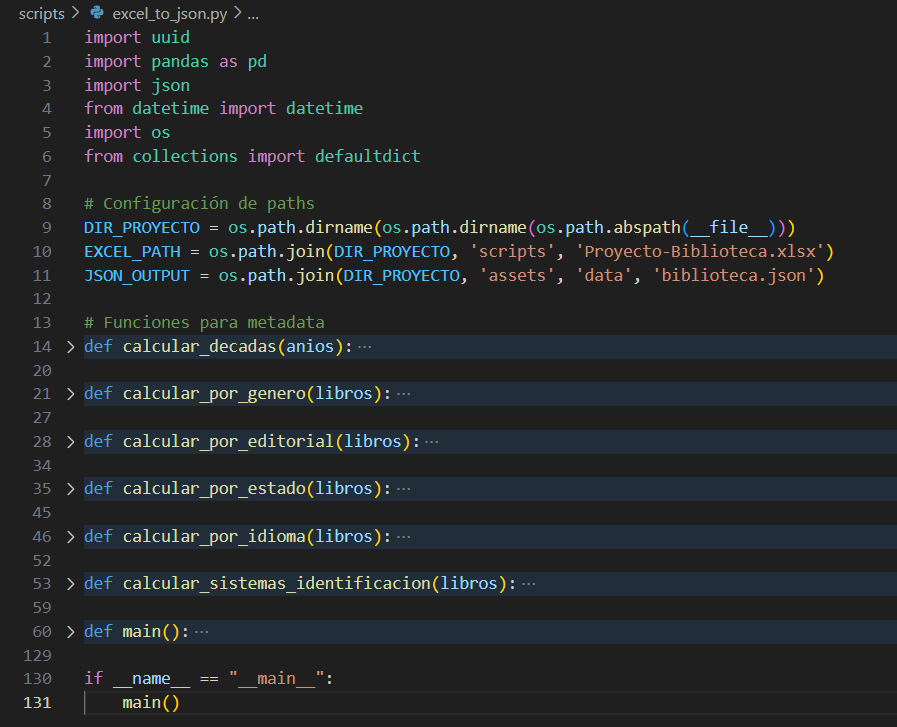 scripts > excel_to_json.py > ...
1 import uuid
2 import pandas as pd
3 import json
4 from datetime import datetime
5 import os
6 from collections import defaultdict
7
8 # Configuración de paths
9 DIR_PROYECTO = os.path.dirname(os.path.dirname(os.path.abspath(__file__)))
10 EXCEL_PATH = os.path.join(DIR_PROYECTO, 'scripts', 'Proyecto-Biblioteca.xlsx')
11 JSON_OUTPUT = os.path.join(DIR_PROYECTO, 'assets', 'data', 'biblioteca.json')
12
13 # Funciones para metadata
14 > def calcular_decadas(anios): ...
20
21 > def calcular_por_genero(libros): ...
27
28 > def calcular_por_editorial(libros): ...
34
35 > def calcular_por_estado(libros): ...
45
46 > def calcular_por_idioma(libros): ...
52
53 > def calcular_sistemas_identificacion(libros): ...
59
60 > def main(): ...
129
130 if __name__ == "__main__":
131     main()